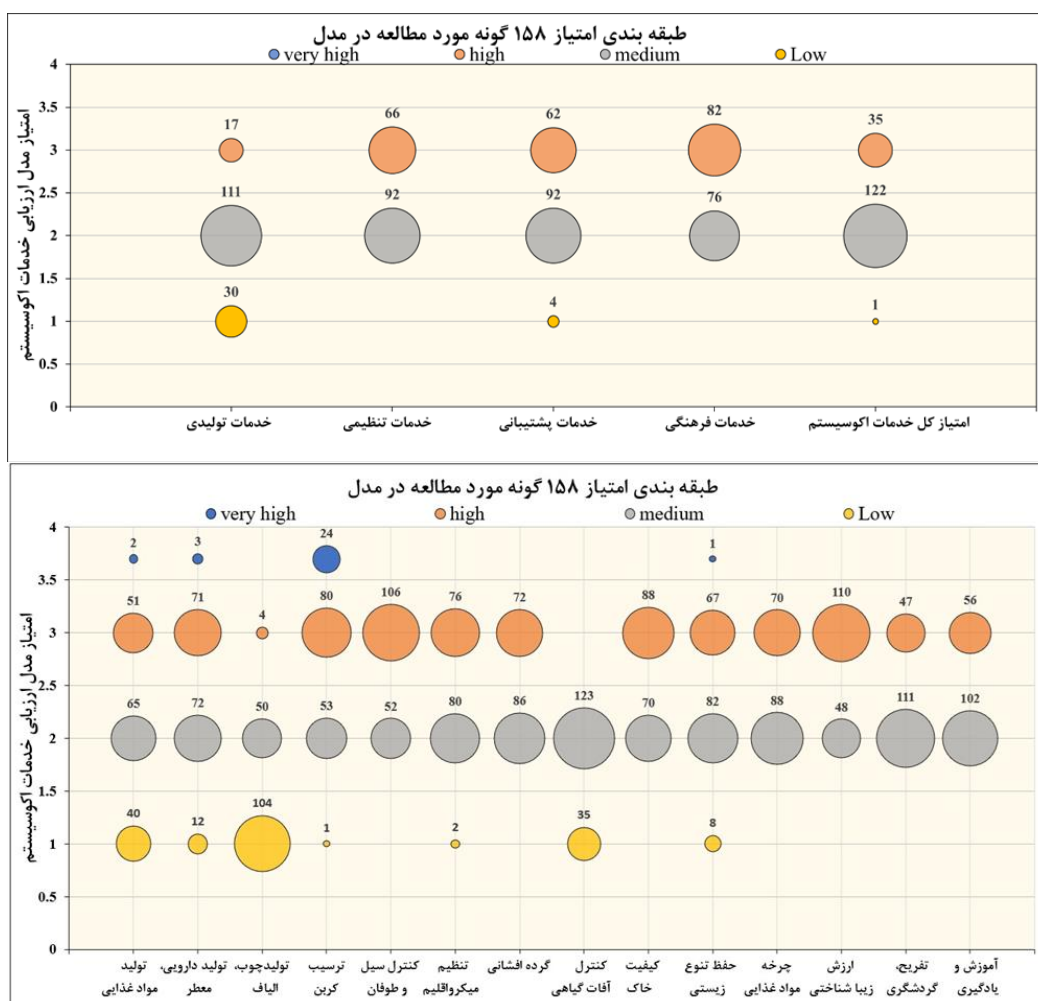 طبقه بندی امتیاز ۱۵۸ گونه مورد مطالعه در مدل
very high high medium Low
امتیاز مدل ارزیابی خدمات اکوسیستم
4
3.5
3
2.5
2
1.5
1
0.5
0
17 66 62 82 35
111 92 92 76 122
30 4 1
خدمات تولیدی خدمات تنظیمی خدمات پشتیبانی خدمات فرهنگی امتیاز کل خدمات اکوسیستم
طبقه بندی امتیاز ۱۵۸ گونه مورد مطالعه در مدل
very high high medium Low
امتیاز مدل ارزیابی خدمات اکوسیستم
4
3.5
3
2.5
2
1.5
1
0.5
0
2 3 24 1
51 71 4 80 106 76 72 88 67 70 110 47 56
65 72 50 53 52 80 86 123 70 82 88 48 111 102
40 12 104 1 2 35 8
تولید تولید دارویی، تولیدچوب، ترسیب کنترل سیل تنظیم گرده افشانی کنترل کیفیت حفظ تنوع چرخه ارزش تفریح، آموزش و
مواد غذایی معطر الیاف کربن و طوفان میکرواقلیم آفات گیاهی خاک زیستی مواد غذایی زیبا شناختی گردشگری یادگیری